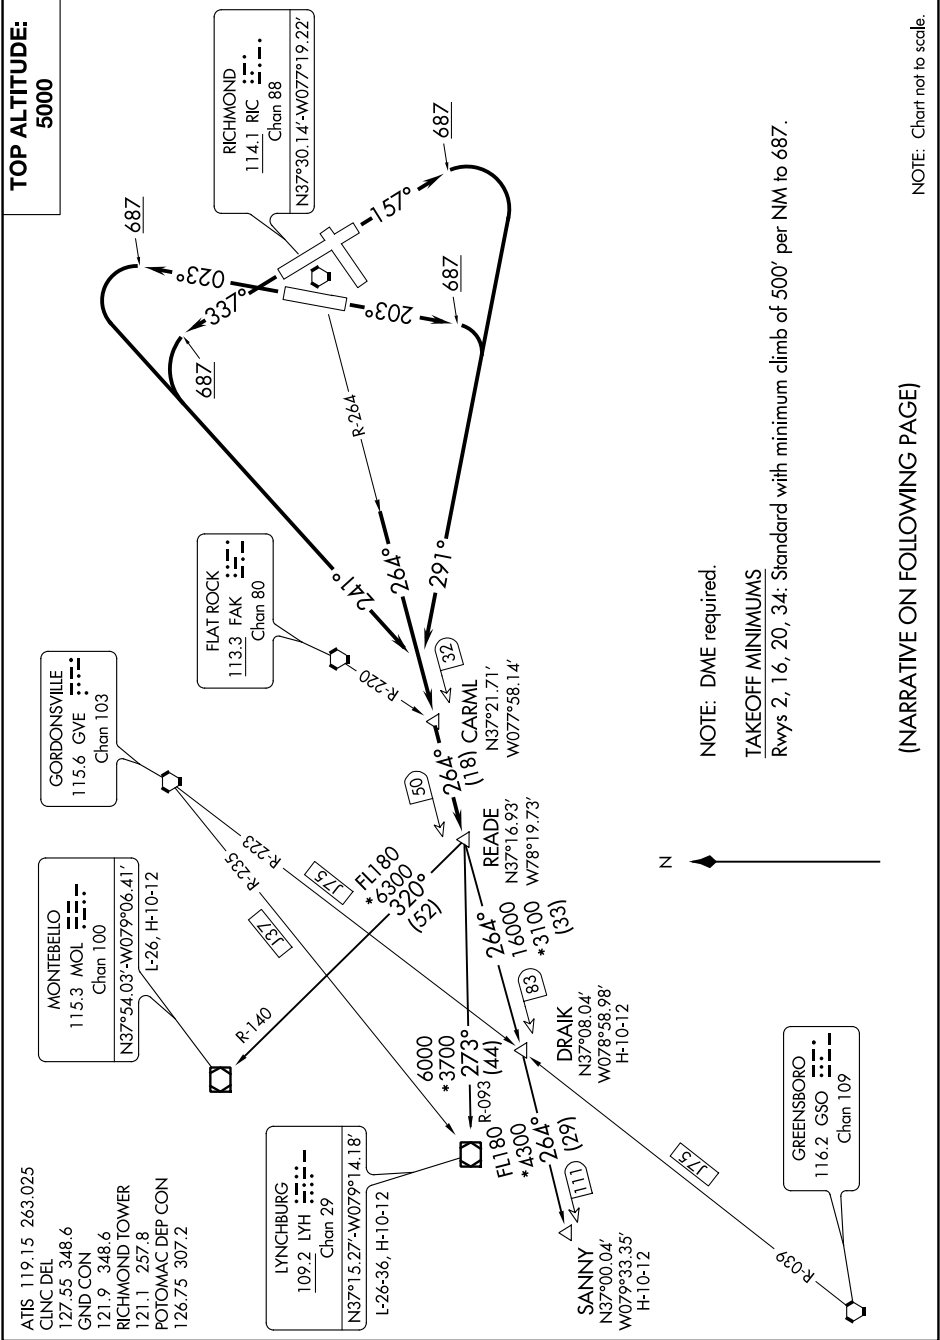 TOP ALTITUDE:
5000
ATIS 119.15 263.025
CLNC DEL
127.55 348.6
GND CON
121.9 348.6
RICHMOND TOWER
121.1 257.8
POTOMAC DEP CON
126.75 307.2
MONTEBELLO
115.3 MOL
Chan 100
N37°54.03'-W079°06.41'
L-26, H-10-12
GORDONSVILLE
115.6 GVE
Chan 103
FLAT ROCK
113.3 FAK
Chan 80
RICHMOND
114.1 RIC
Chan 88
N37°30.14'-W077°19.22'
LYNCHBURG
109.2 LYH
Chan 29
N37°15.27'-W079°14.18'
L-26-36, H-10-12
GREENSBORO
116.2 GSO
Chan 109
687
023°
337°
687
157°
687
203°
687
R-264
241°
264°
291°
R-220
32
CARML
N37°21.71'
W077°58.14'
264°
(18)
50
READE
N37°16.93'
W78°19.73'
R-235
R-223
J37
J75
FL180
*6300
320°
(52)
R-140
6000
*3700
273°
(44)
R-093
264°
16000
*3100
(33)
83
DRAIK
N37°08.04'
W078°58.98'
H-10-12
FL180
*4300
264°
(29)
111
SANNY
N37°00.04'
W079°33.35'
H-10-12
J75
R-039
N
NOTE: DME required.
TAKEOFF MINIMUMS
Rwys 2, 16, 20, 34: Standard with minimum climb of 500' per NM to 687.
(NARRATIVE ON FOLLOWING PAGE)
NOTE: Chart not to scale.